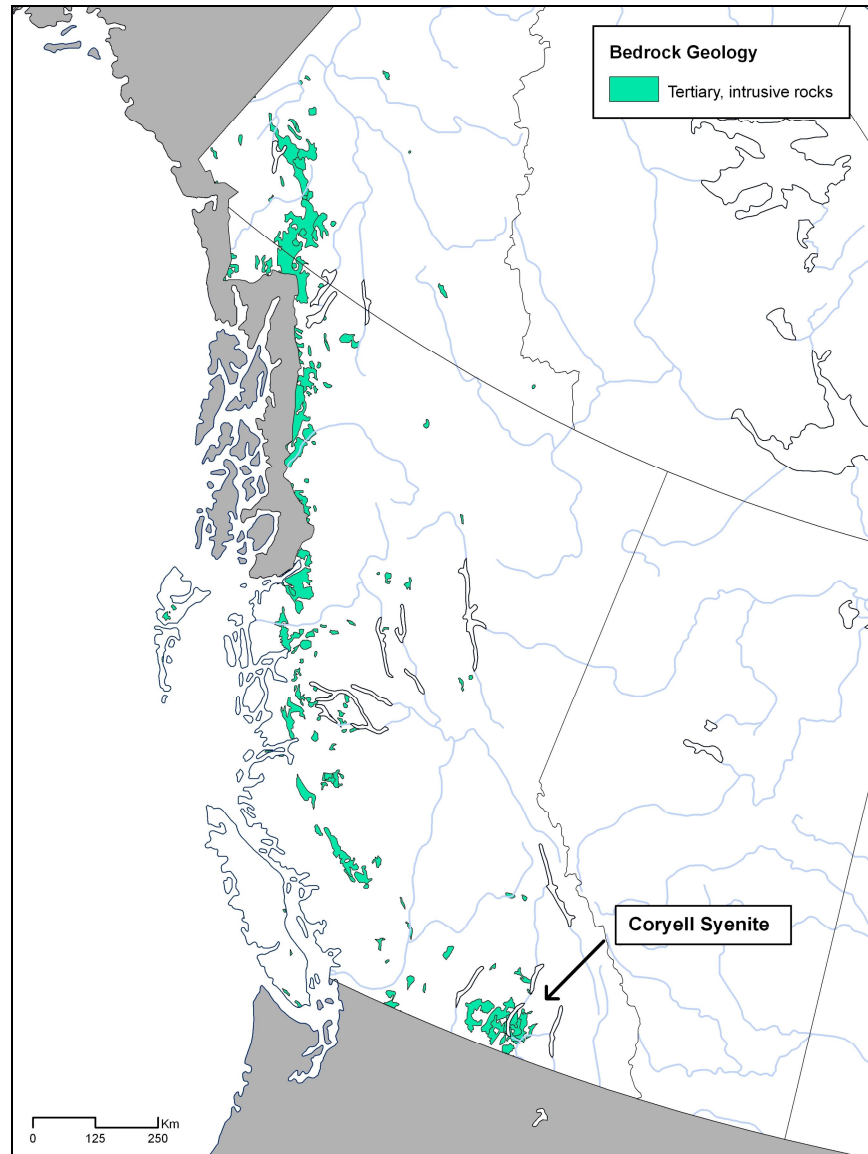 Bedrock Geology
Tertiary, intrusive rocks
Coryell Syenite
Km
0 125 250